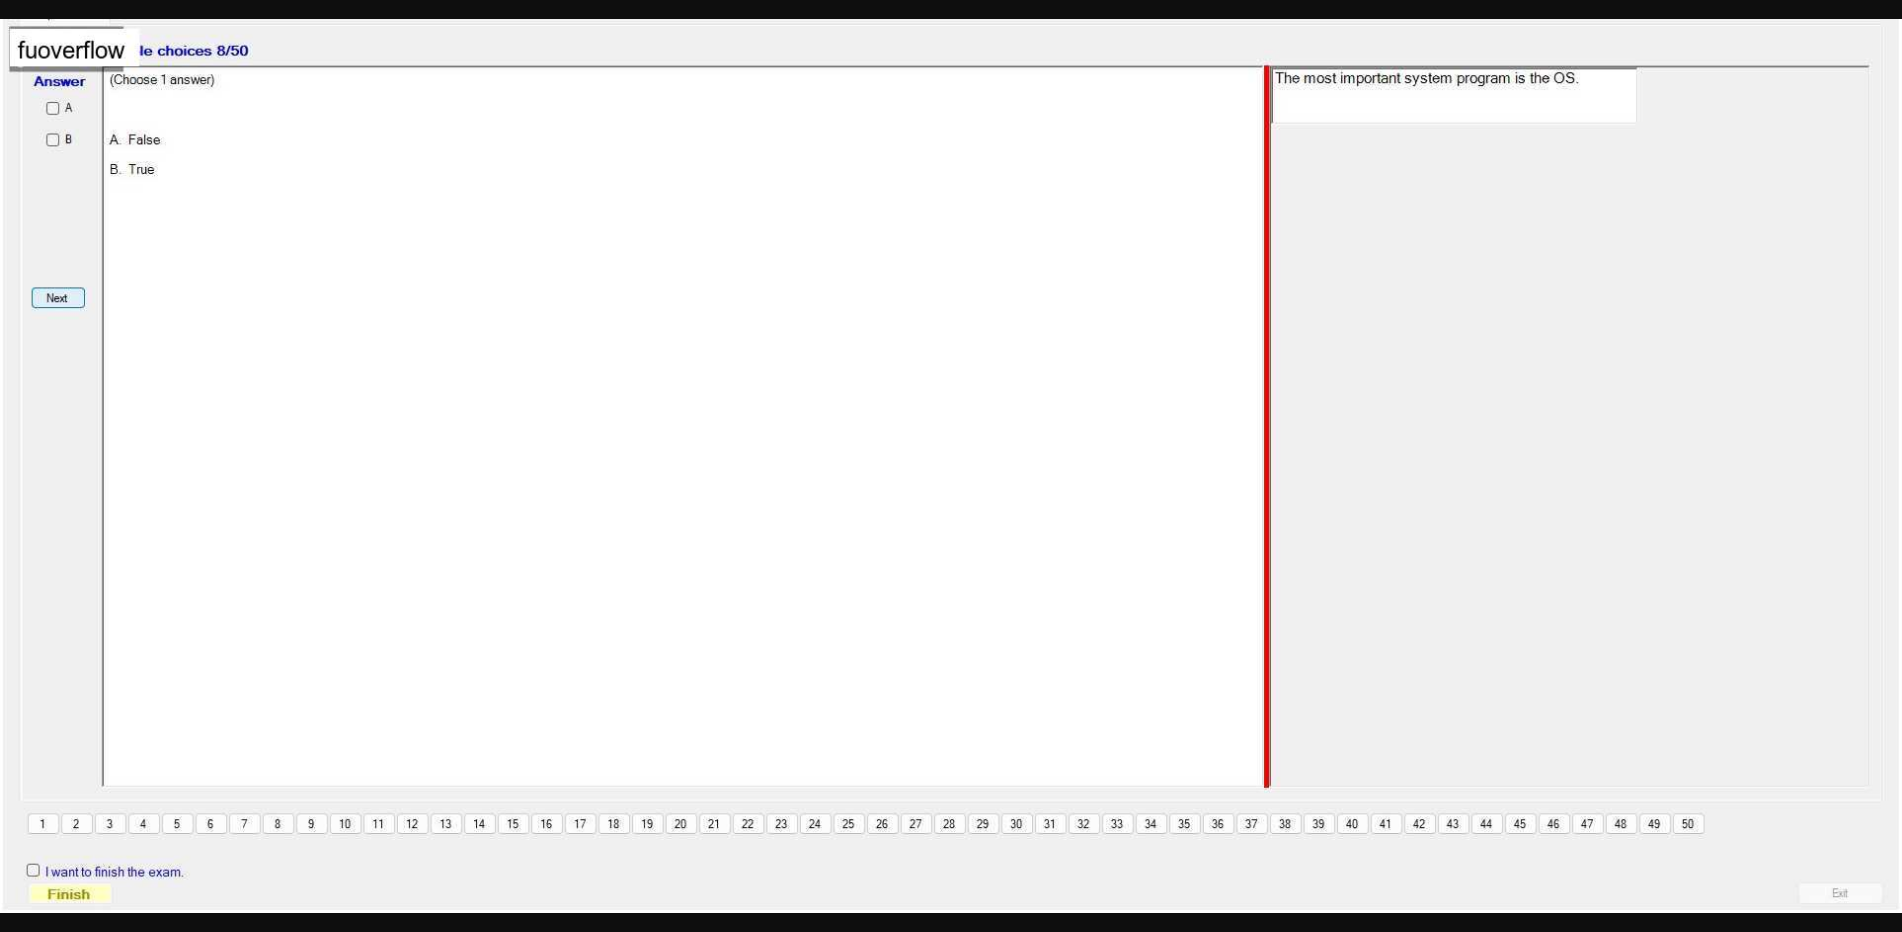 fuoverflow
le choices 8/50
Answer
(Choose 1 answer)
The most important system program is the OS.
A
B
A. False
B. True
Next
1 2 3 4 5 6 7 8 9 10 11 12 13 14 15 16 17 18 19 20 21 22 23 24 25 26 27 28 29 30 31 32 33 34 35 36 37 38 39 40 41 42 43 44 45 46 47 48 49 50
I want to finish the exam.
Finish
Exit